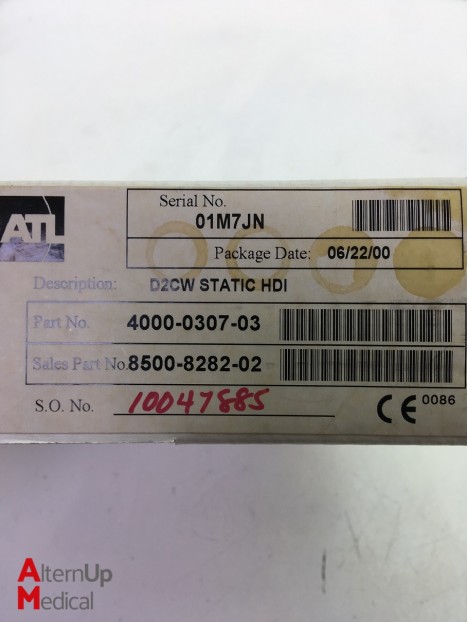 ATL
Serial No.
01M7JN
Package Date: 06/22/00
Description: D2CW STATIC HDI
Part No. 4000-0307-03
Sales Part No. 8500-8282-02
S.O. No. 10047885
CE 0086
AlternUp
Medical